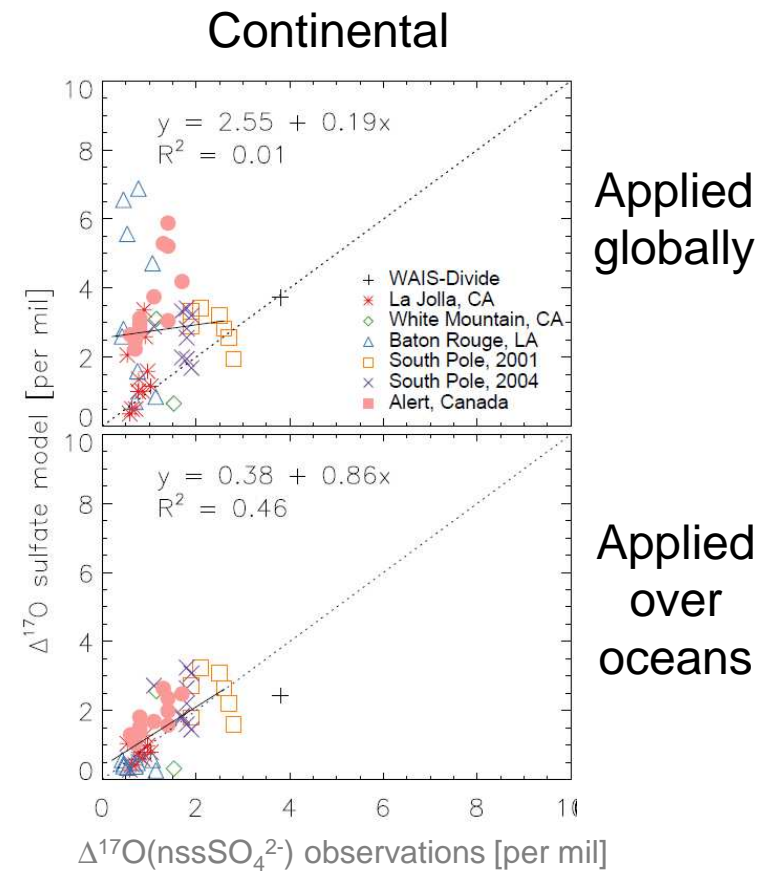 Continental
10
y = 2.55 + 0.19x
R² = 0.01
8
6
4
2
0
WAIS-Divide
La Jolla, CA
White Mountain, CA
Baton Rouge, LA
South Pole, 2001
South Pole, 2004
Alert, Canada
Applied
globally
y = 0.38 + 0.86x
R² = 0.46
8
6
4
2
0
Applied
over
oceans
Δ¹⁷O sulfate model [per mil]
0 2 4 6 8 10
Δ¹⁷O(nssSO₄²⁻) observations [per mil]